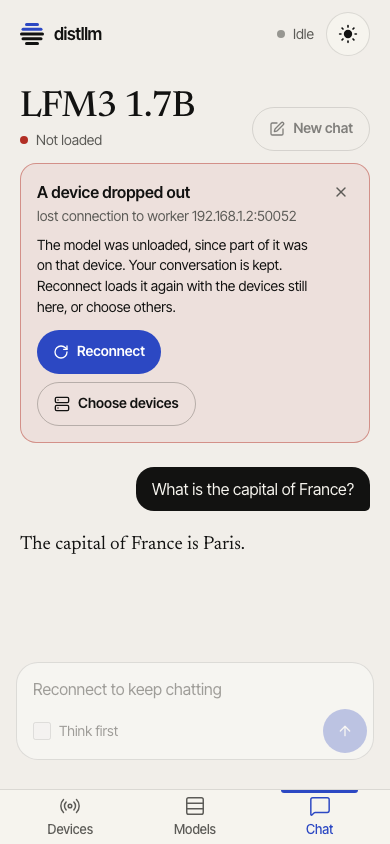 distllm
Idle
LFM3 1.7B
Not loaded
New chat
A device dropped out
lost connection to worker 192.168.1.2:50052
The model was unloaded, since part of it was
on that device. Your conversation is kept.
Reconnect loads it again with the devices still
here, or choose others.
Reconnect
Choose devices
What is the capital of France?
The capital of France is Paris.
Reconnect to keep chatting
Think first
Devices
Models
Chat